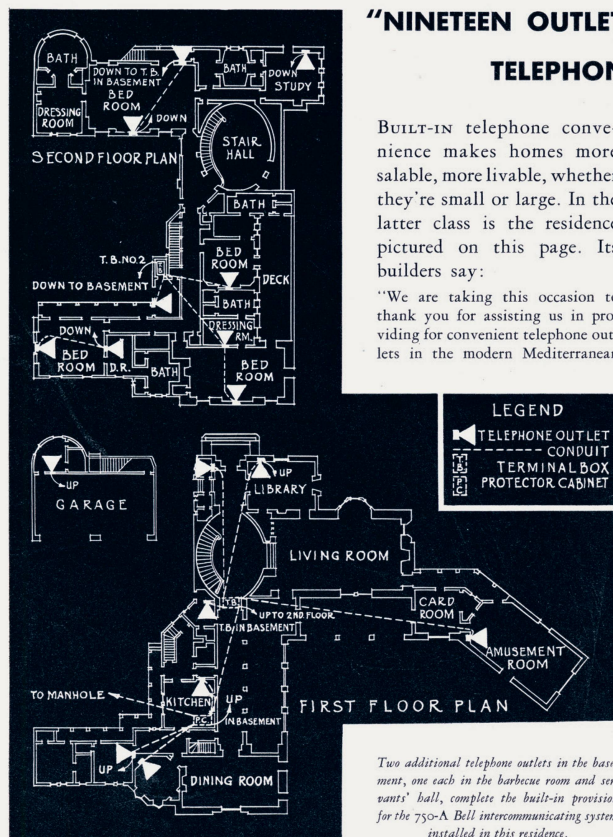 "NINETEEN OUTLET
TELEPHON
BUILT-IN telephone conve-
nience makes homes more
salable, more livable, whether
they're small or large. In the
latter class is the residence
pictured on this page. Its
builders say:
"We are taking this occasion to
thank you for assisting us in pro-
viding for convenient telephone out-
lets in the modern Mediterranean
BATH
DOWN TO T.B.
IN BASEMENT
BED
ROOM
BATH
DOWN
STUDY
DRESSING
ROOM
DOWN
SECOND FLOOR PLAN
STAIR
HALL
BATH
T.B. NO.2
BED
ROOM
DECK
DOWN TO BASEMENT
BATH
DRESSING
RM.
DOWN
BED
ROOM
D.R.
BATH
BED
ROOM
LEGEND
TELEPHONE OUTLET
CONDUIT
T.B. TERMINAL BOX
P.C. PROTECTOR CABINET
UP
GARAGE
UP
LIBRARY
LIVING ROOM
T.B.
UP TO 2ND. FLOOR
T.B. IN BASEMENT
CARD
ROOM
AMUSEMENT
ROOM
TO MANHOLE
KITCHEN
UP
P.C.
IN BASEMENT
FIRST FLOOR PLAN
UP
DINING ROOM
Two additional telephone outlets in the base-
ment, one each in the barbecue room and ser-
vants' hall, complete the built-in provision
for the 750-A Bell intercommunicating system
installed in this residence.